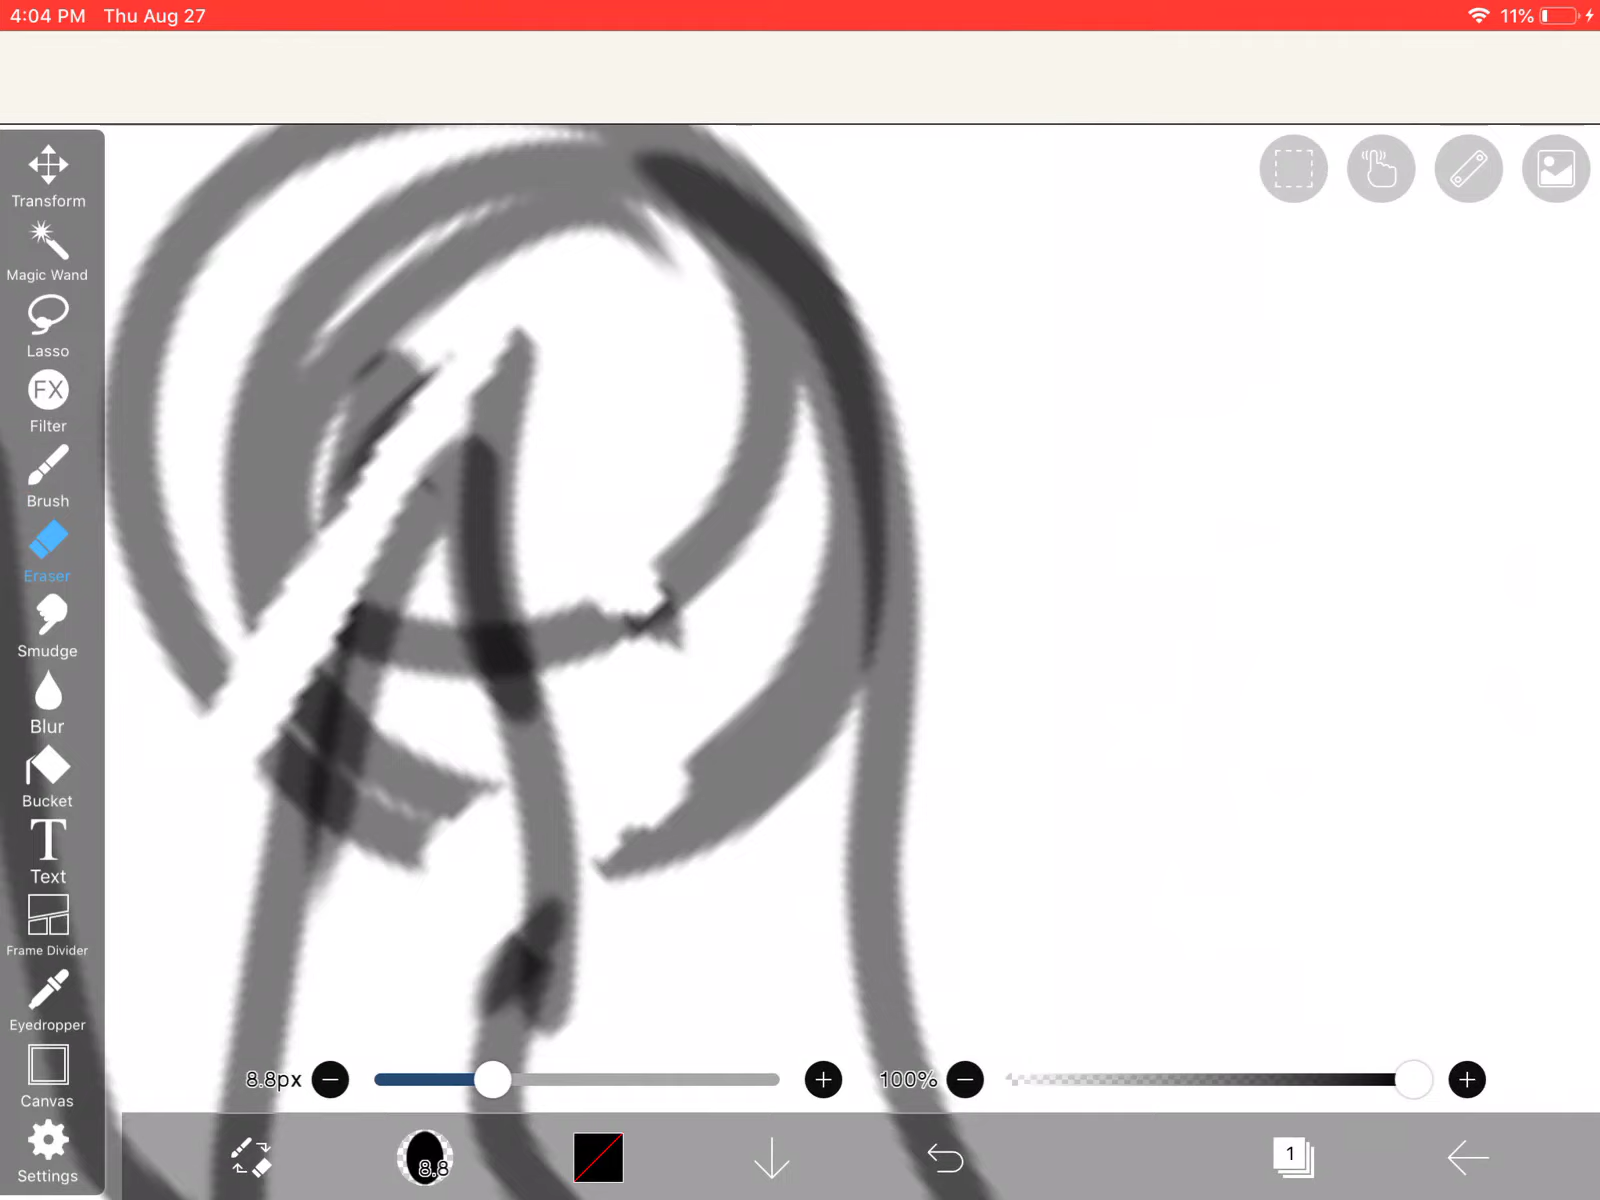 4:04 PM Thu Aug 27 11%
Transform
Magic Wand
Lasso
FX
Filter
Brush
Eraser
Smudge
Blur
Bucket
T
Text
Frame Divider
Eyedropper
Canvas
Settings
8.8px 100%
8.8 1